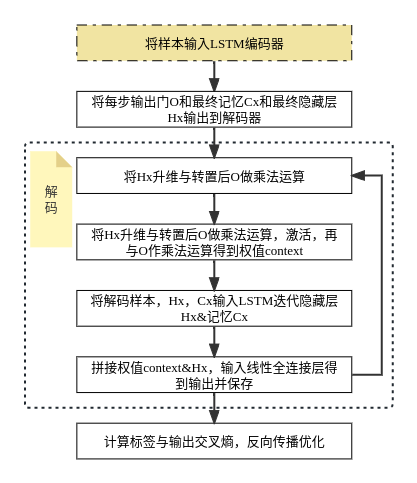 将样本输入LSTM编码器
将每步输出门O和最终记忆Cx和最终隐藏层
Hx输出到解码器
解
码
将Hx升维与转置后O做乘法运算
将Hx升维与转置后O做乘法运算，激活，再
与O作乘法运算得到权值context
将解码样本，Hx，Cx输入LSTM迭代隐藏层
Hx&记忆Cx
拼接权值context&Hx，输入线性全连接层得
到输出并保存
计算标签与输出交叉熵，反向传播优化